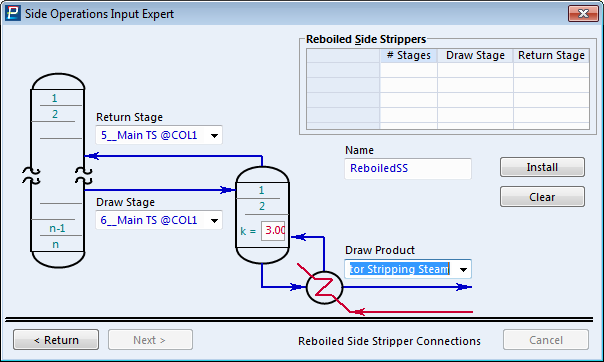 Side Operations Input Expert
Reboiled Side Strippers
# Stages Draw Stage Return Stage
1
2
n-1
n
Return Stage
5__Main TS @COL1
Draw Stage
6__Main TS @COL1
1
2
k = 3.00
Name
ReboiledSS
Install
Clear
Draw Product
tor Stripping Steam
< Return
Next >
Reboiled Side Stripper Connections
Cancel